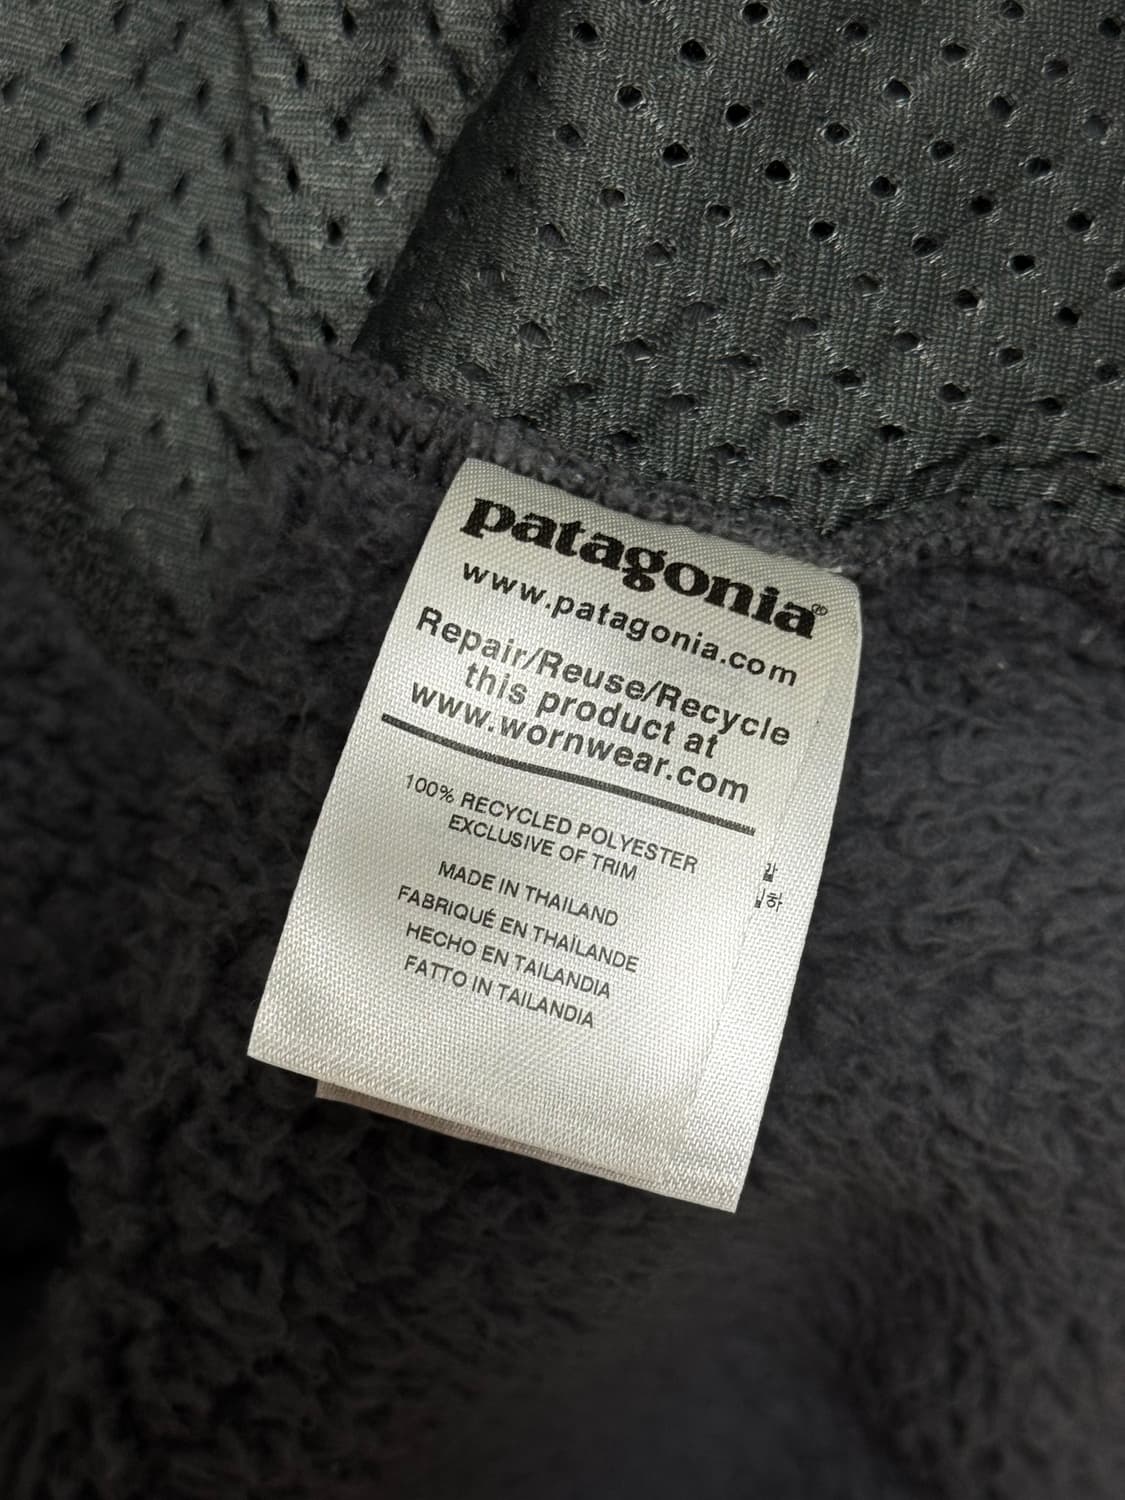 patagonia®
www.patagonia.com
Repair/Reuse/Recycle
this product at
www.wornwear.com
100% RECYCLED POLYESTER
EXCLUSIVE OF TRIM
MADE IN THAILAND
FABRIQUÉ EN THAÏLANDE
HECHO EN TAILANDIA
FATTO IN TAILANDIA